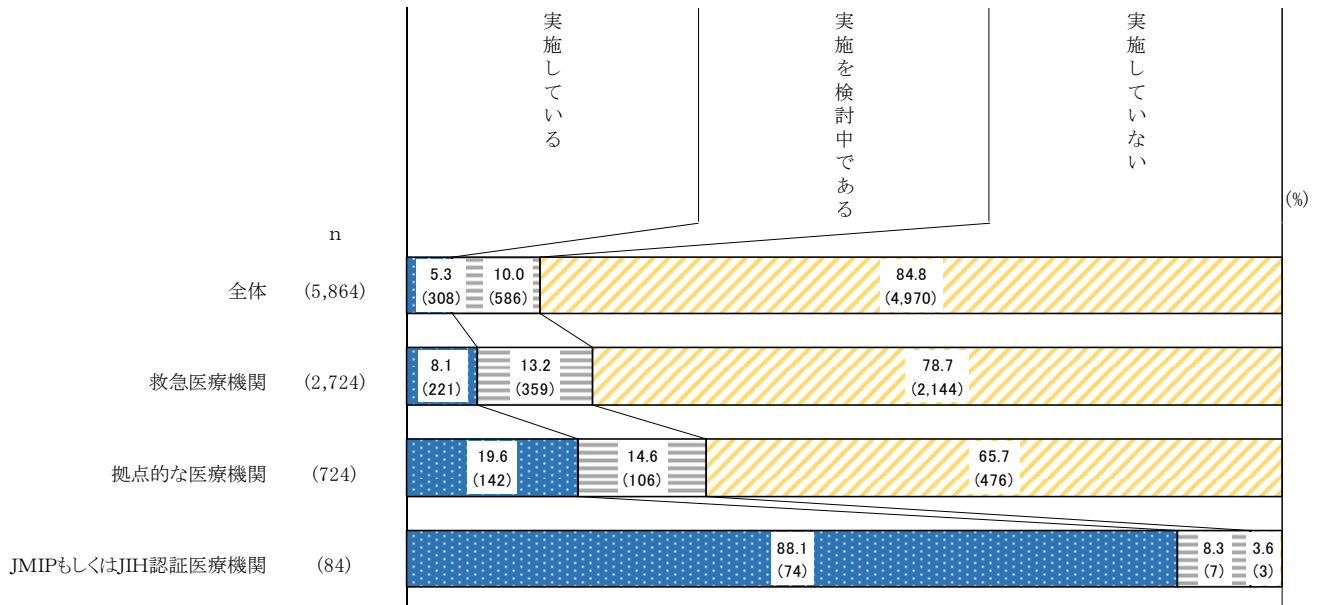 実施している
実施を検討中である
実施していない
(%)
n
全体 (5,864)
5.3 10.0 84.8
(308) (586) (4,970)
救急医療機関 (2,724)
8.1 13.2 78.7
(221) (359) (2,144)
拠点的な医療機関 (724)
19.6 14.6 65.7
(142) (106) (476)
JMIPもしくはJIH認証医療機関 (84)
88.1 8.3 3.6
(74) (7) (3)